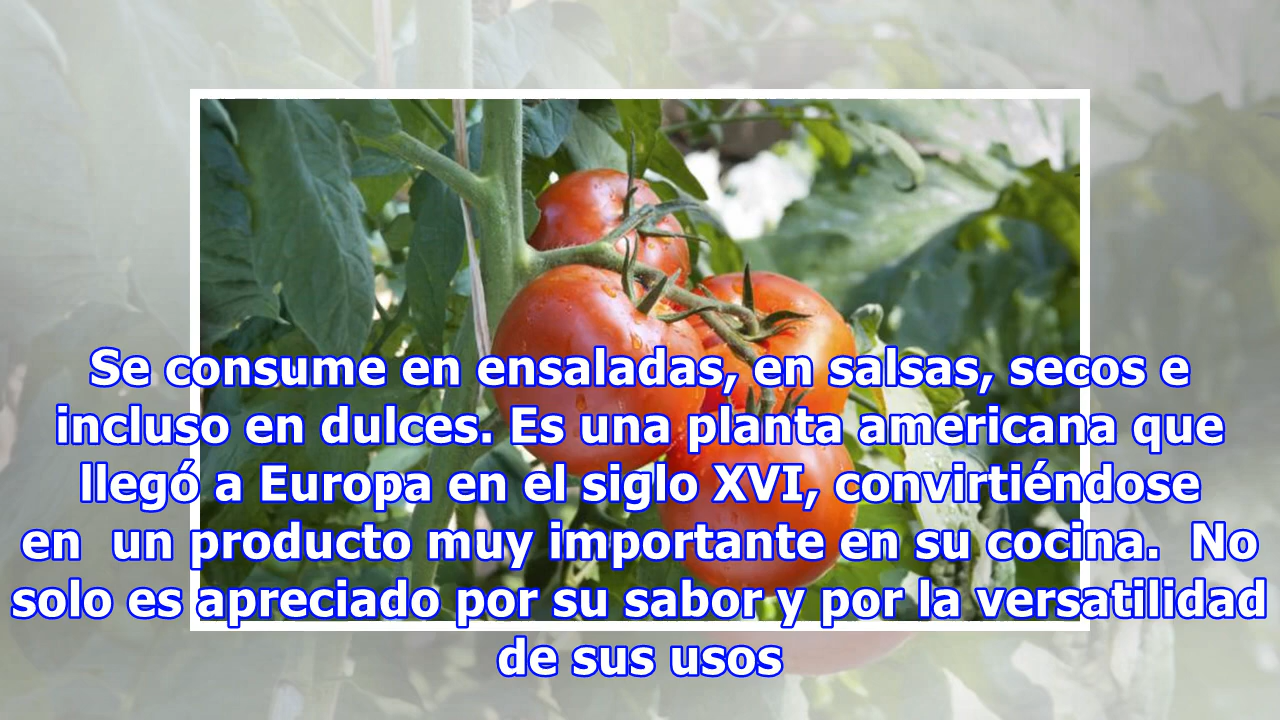 Se consume en ensaladas, en salsas, secos e
incluso en dulces. Es una planta americana que
llegó a Europa en el siglo XVI, convirtiéndose
en  un producto muy importante en su cocina.  No
solo es apreciado por su sabor y por la versatilidad
de sus usos